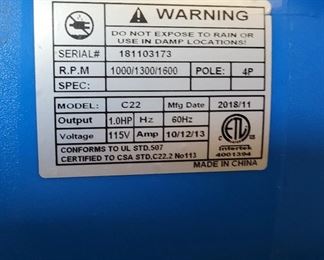 WARNING
DO NOT EXPOSE TO RAIN OR
USE IN DAMP LOCATIONS!
SERIAL# 181103173
R.P.M 1000/1300/1600 POLE: 4P
SPEC:
MODEL: C22 Mfg Date 2018/11
Output 1.0HP Hz 60Hz
Voltage 115V Amp 10/12/13
CONFORMS TO UL STD.507
CERTIFIED TO CSA STD.C22.2 No113
ETL
Intertek
4001394
MADE IN CHINA